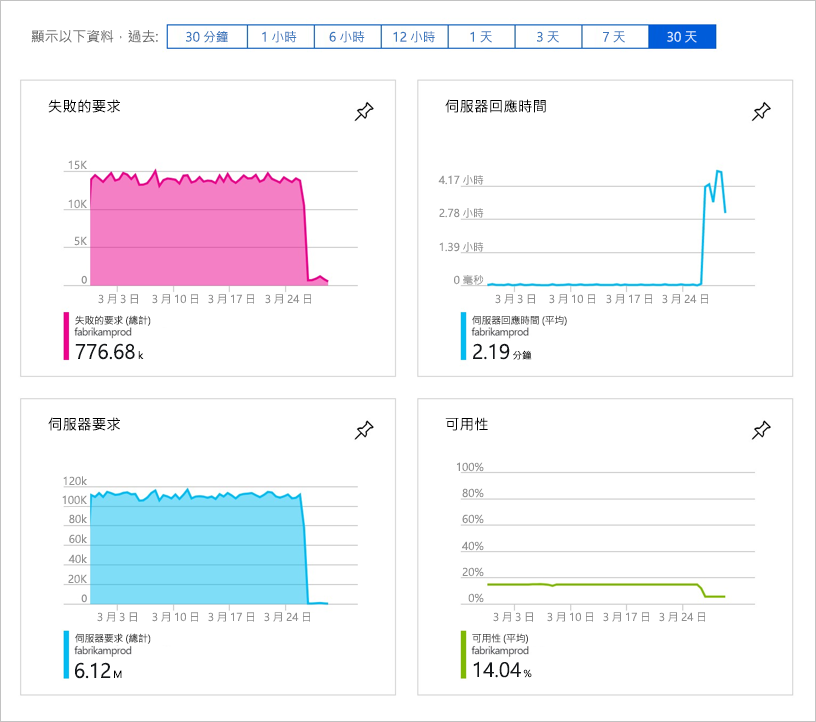 顯示以下資料，過去: 30 分鐘 1 小時 6 小時 12 小時 1 天 3 天 7 天 30 天
失敗的要求
15K
10K
5K
0
3 月 3 日 3 月 10 日 3 月 17 日 3 月 24 日
失敗的要求 (總計)
fabrikamprod
776.68 k
伺服器回應時間
4.17 小時
2.78 小時
1.39 小時
0 毫秒
3 月 3 日 3 月 10 日 3 月 17 日 3 月 24 日
伺服器回應時間 (平均)
fabrikamprod
2.19 分鐘
伺服器要求
120k
100K
80k
60k
40k
20K
0
3 月 3 日 3 月 10 日 3 月 17 日 3 月 24 日
伺服器要求 (總計)
fabrikamprod
6.12 M
可用性
100%
80%
60%
40%
20%
0%
3 月 3 日 3 月 10 日 3 月 17 日 3 月 24 日
可用性 (平均)
fabrikamprod
14.04 %